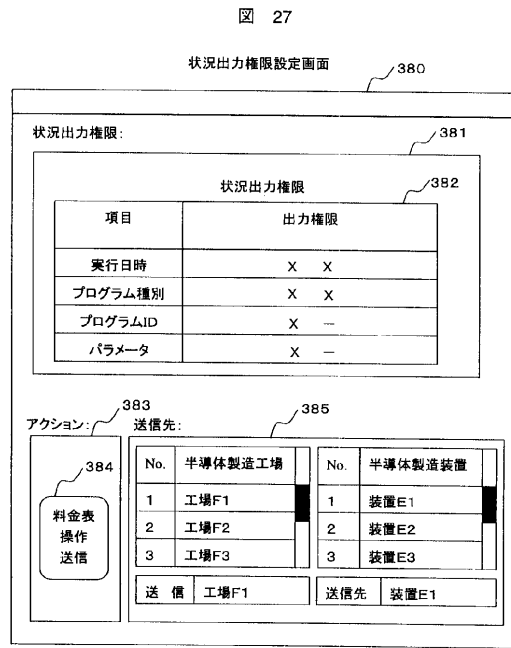 図 27
状況出力権限設定画面
380
状況出力権限:
381
状況出力権限
382
項目 出力権限
実行日時 X X
プログラム種別 X X
プログラムID X －
パラメータ X －
アクション:
383
送信先:
385
384
料金表
操作
送信
No. 半導体製造工場
1 工場F1
2 工場F2
3 工場F3
送 信 工場F1
No. 半導体製造装置
1 装置E1
2 装置E2
3 装置E3
送信先 装置E1